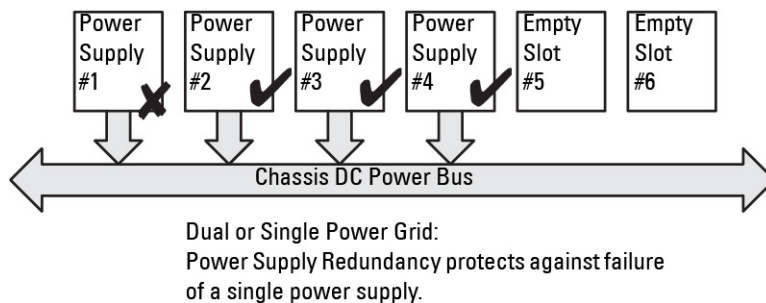 Power
Supply
#1
Power
Supply
#2
Power
Supply
#3
Power
Supply
#4
Empty
Slot
#5
Empty
Slot
#6
Chassis DC Power Bus
Dual or Single Power Grid:
Power Supply Redundancy protects against failure
of a single power supply.